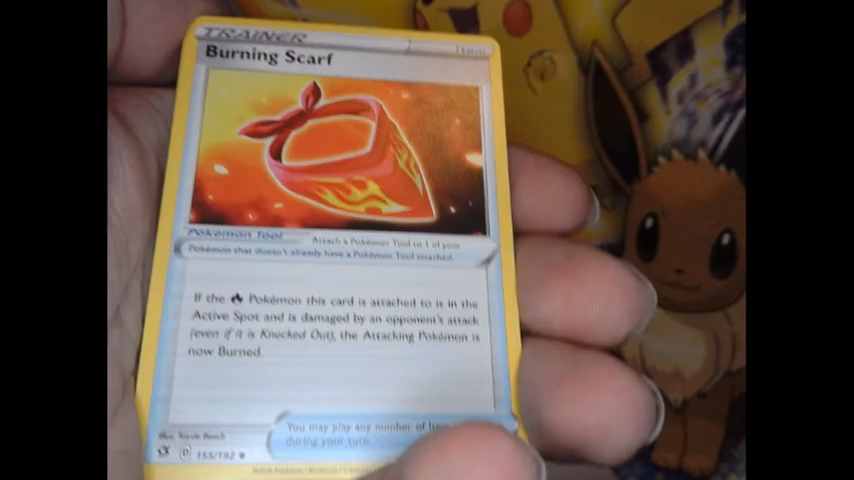 TRAINER
Item
Burning Scarf
Pokémon Tool
Attach a Pokémon Tool to 1 of your
Pokémon that doesn't already have a Pokémon Tool attached.
If the Pokémon this card is attached to is in the
Active Spot and is damaged by an opponent's attack
(even if it is Knocked Out), the Attacking Pokémon is
now Burned.
You may play any number of
during your turn.
Illus.
D 155/192